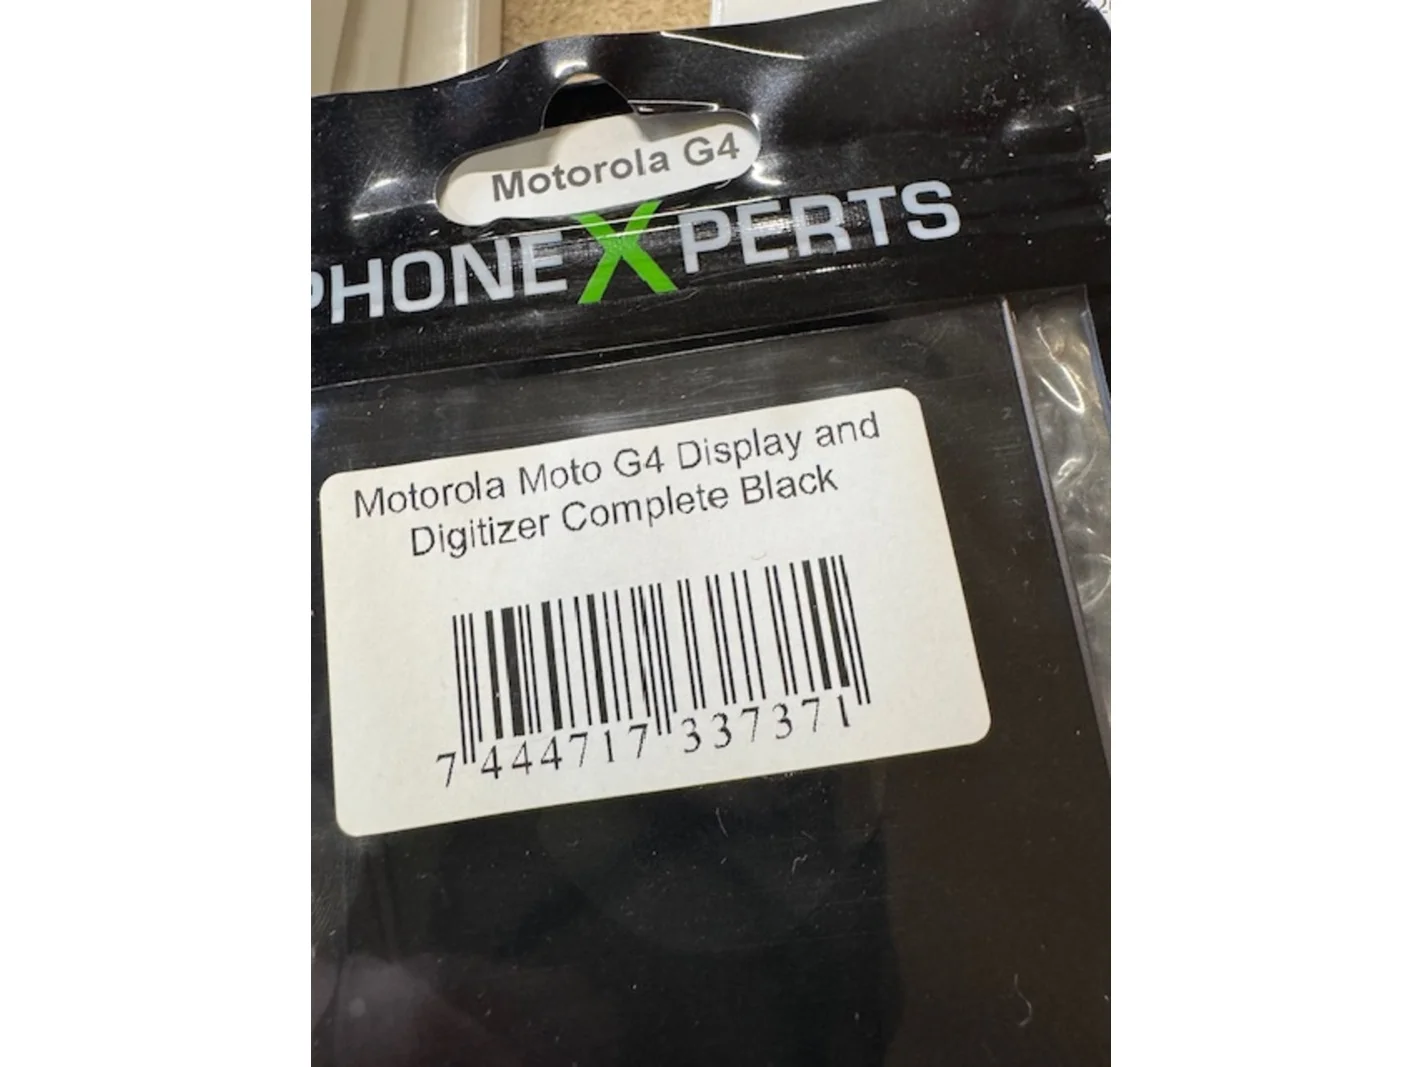 Motorola G4
PHONEXPERTS
Motorola Moto G4 Display and
Digitizer Complete Black
7 444717 337371